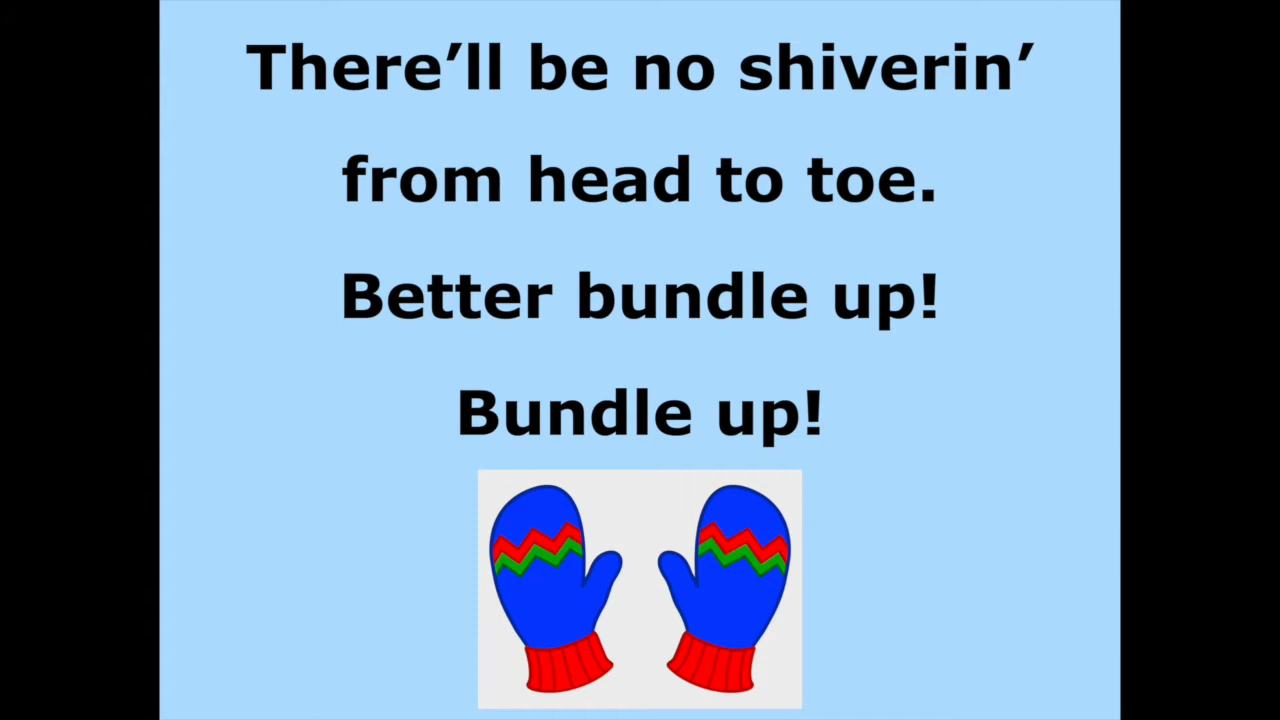 There’ll be no shiverin’
from head to toe.
Better bundle up!
Bundle up!